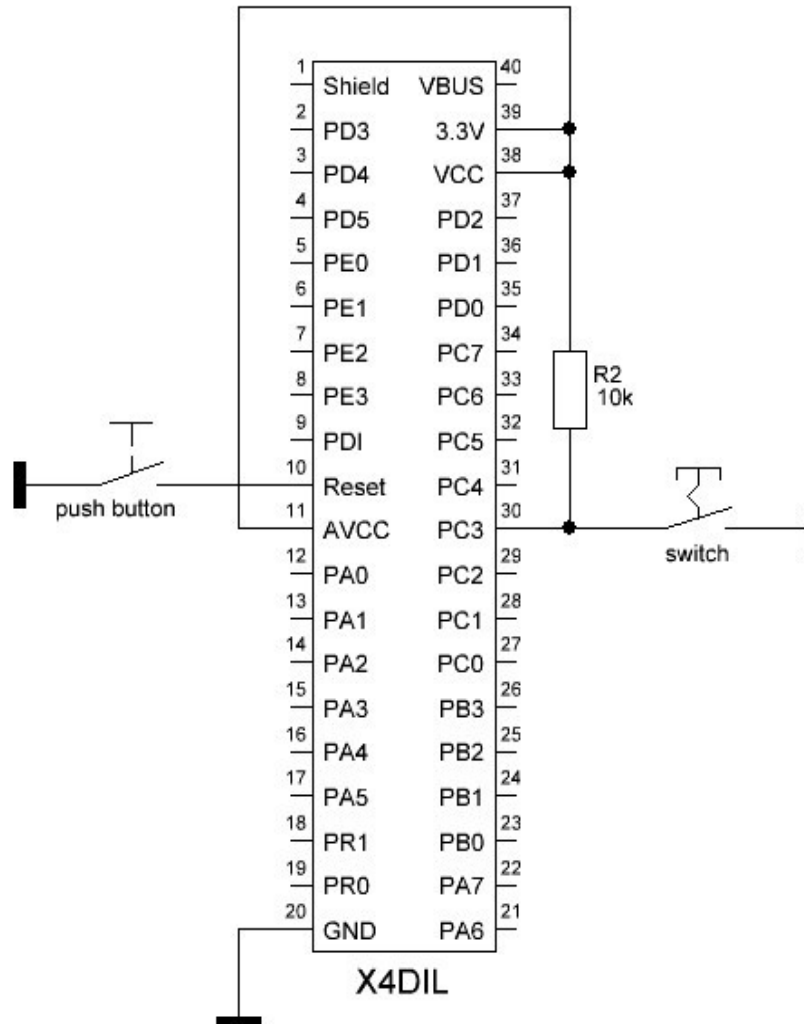 1 Shield VBUS 40
2 PD3 3.3V 39
3 PD4 VCC 38
4 PD5 PD2 37
5 PE0 PD1 36
6 PE1 PD0 35
7 PE2 PC7 34
8 PE3 PC6 33
9 PDI PC5 32
10 Reset PC4 31
11 AVCC PC3 30
12 PA0 PC2 29
13 PA1 PC1 28
14 PA2 PC0 27
15 PA3 PB3 26
16 PA4 PB2 25
17 PA5 PB1 24
18 PR1 PB0 23
19 PR0 PA7 22
20 GND PA6 21
R2
10k
push button
switch
X4DIL